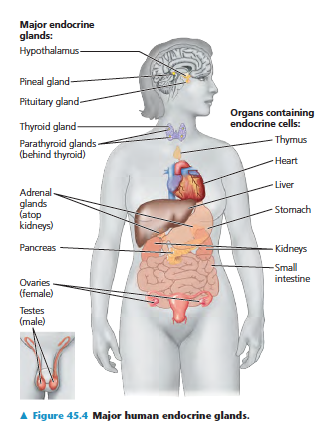 Major endocrine
glands:
Hypothalamus
Pineal gland
Pituitary gland
Thyroid gland
Parathyroid glands
(behind thyroid)
Adrenal
glands
(atop
kidneys)
Pancreas
Ovaries
(female)
Testes
(male)
Organs containing
endocrine cells:
Thymus
Heart
Liver
Stomach
Kidneys
Small
intestine
▲ Figure 45.4 Major human endocrine glands.